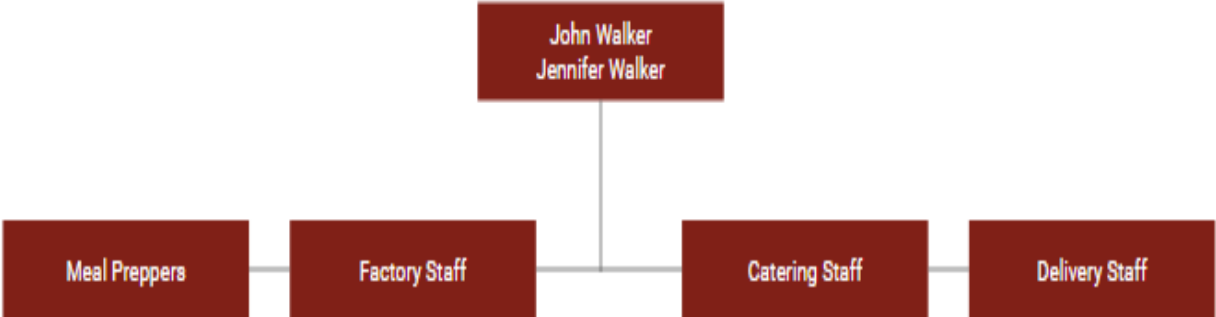 John Walker
Jennifer Walker
Meal Preppers
Factory Staff
Catering Staff
Delivery Staff